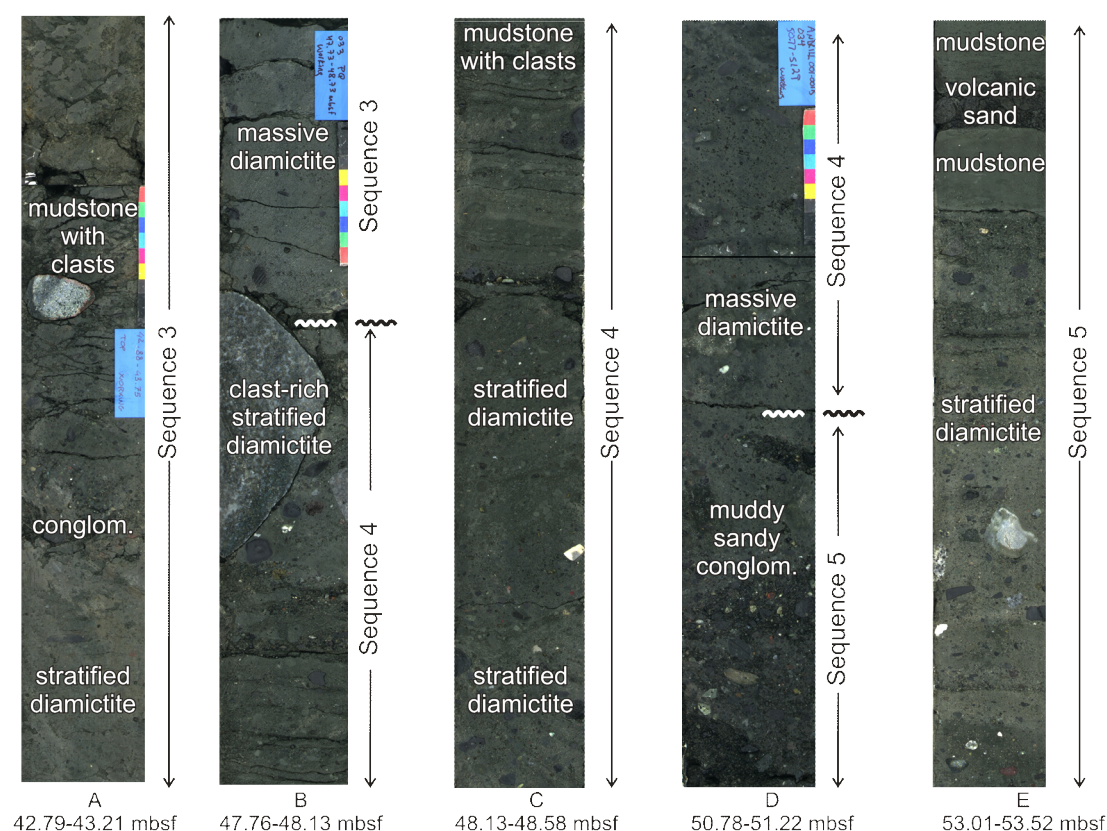 mudstone
with
clasts
conglom.
stratified
diamictite
Sequence 3
A
42.79-43.21 mbsf
massive
diamictite
clast-rich
stratified
diamictite
Sequence 3
Sequence 4
B
47.76-48.13 mbsf
mudstone
with clasts
stratified
diamictite
stratified
diamictite
Sequence 4
C
48.13-48.58 mbsf
massive
diamictite
muddy
sandy
conglom.
Sequence 4
Sequence 5
D
50.78-51.22 mbsf
mudstone
volcanic
sand
mudstone
stratified
diamictite
Sequence 5
E
53.01-53.52 mbsf